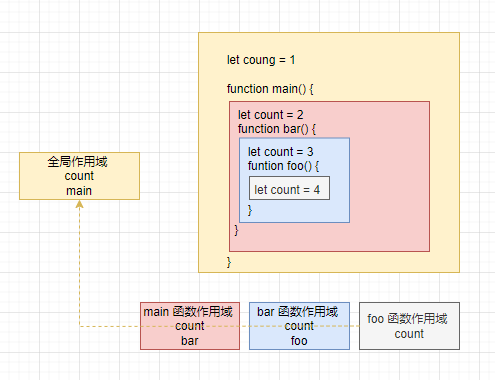 let coung = 1
function main() {
let count = 2
function bar() {
let count = 3
funtion foo() {
let count = 4
}
}
}
全局作用域
count
main
main 函数作用域
count
bar
bar 函数作用域
count
foo
foo 函数作用域
count